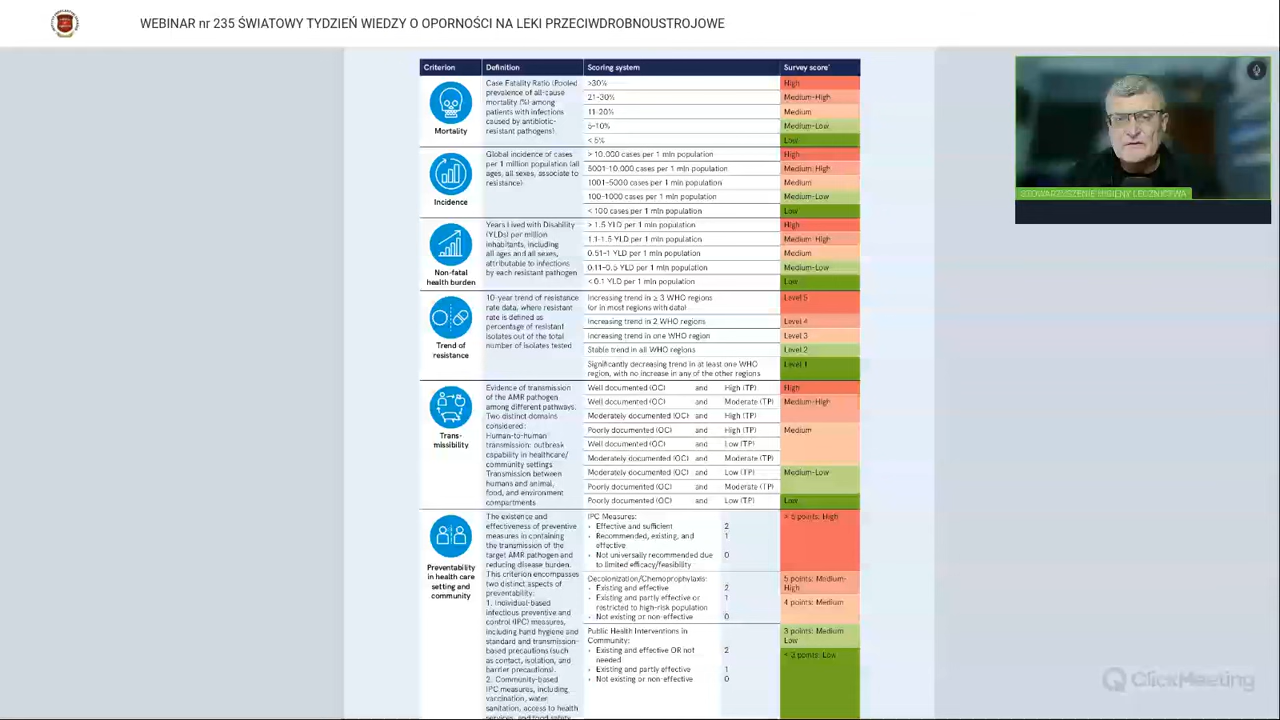 WEBINAR nr 235 ŚWIATOWY TYDZIEŃ WIEDZY O OPORNOŚCI NA LEKI PRZECIWDROBNOUSTROJOWE
Criterion Definition Scoring system Survey score*
Mortality
Case Fatality Ratio (Pooled
prevalence of all-cause
mortality (%) among
patients with infections
caused by antibiotic-
resistant pathogens).
>30% High
21–30% Medium-High
11–20% Medium
5–10% Medium-Low
< 5% Low
Incidence
Global incidence of cases
per 1 million population (all
ages, all sexes, associate to
resistance)
> 10.000 cases per 1 mln population High
5001–10.000 cases per 1 mln population Medium-High
1001–5000 cases per 1 mln population Medium
100–1000 cases per 1 mln population Medium-Low
< 100 cases per 1 mln population Low
Non-fatal
health burden
Years Lived with Disability
(YLDs) per million
inhabitants, including
all ages and all sexes,
attributable to infections
by each resistant pathogen
> 1.5 YLD per 1 mln population High
1.1–1.5 YLD per 1 mln population Medium-High
0.51–1 YLD per 1 mln population Medium
0.11–0.5 YLD per 1 mln population Medium-Low
< 0.1 YLD per 1 mln population Low
Trend of
resistance
10-year trend of resistance
rate data, where resistant
rate is defined as
percentage of resistant
isolates out of the total
number of isolates tested
Increasing trend in ≥ 3 WHO regions
(or in most regions with data) Level 5
Increasing trend in 2 WHO regions Level 4
Increasing trend in one WHO region Level 3
Stable trend in all WHO regions Level 2
Significantly decreasing trend in at least one WHO
region, with no increase in any of the other regions Level 1
Trans-
missibility
Evidence of transmission
of the AMR pathogen
among different pathways.
Two distinct domains
considered:
Human-to-human
transmission: outbreak
capability in healthcare/
community settings
Transmission between
humans and animal,
food, and environment
compartments
Well documented (OC) and High (TP) High
Well documented (OC) and Moderate (TP) Medium-High
Moderately documented (OC) and High (TP)
Poorly documented (OC) and High (TP) Medium
Well documented (OC) and Low (TP)
Moderately documented (OC) and Moderate (TP)
Moderately documented (OC) and Low (TP) Medium-Low
Poorly documented (OC) and Moderate (TP)
Poorly documented (OC) and Low (TP) Low
Preventability
in health care
setting and
community
The existence and
effectiveness of preventive
measures in containing
the transmission of the
target AMR pathogen and
reducing disease burden.
This criterion encompasses
two distinct aspects of
preventability:
1. Individual-based
infectious preventive and
control (IPC) measures,
including hand hygiene and
standard and transmission-
based precautions (such
as contact, isolation, and
barrier precautions).
2. Community-based
IPC measures, including
vaccination, water,
sanitation, access to health
services, and food safety
IPC Measures:
• Effective and sufficient 2
• Recommended, existing, and
effective 1
• Not universally recommended due
to limited efficacy/feasibility 0
Decolonization/Chemoprophylaxis:
• Existing and effective 2
• Existing and partly effective or
restricted to high-risk population 1
• Not existing or non-effective 0
Public Health Interventions in
Community:
• Existing and effective OR not
needed 2
• Existing and partly effective 1
• Not existing or non-effective 0
points: High
5 points: Medium-
High
4 points: Medium
3 points: Medium
Low
< 3 points: Low
STOWARZYSZENIE HIGIENY LECZNICTWA
ClickMeeting